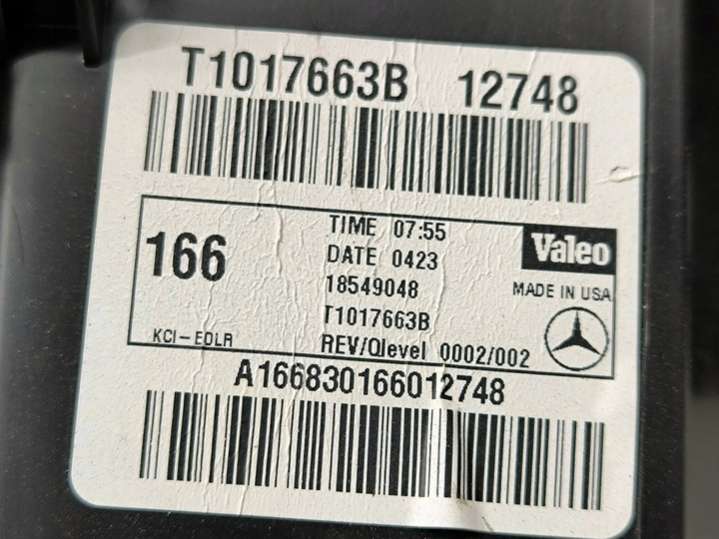 T1017663B 12748
166
TIME 07:55
DATE 0423
18549048
T1017663B
REV/Qlevel 0002/002
Valeo
MADE IN USA
KCI-EOLR
A166830166012748